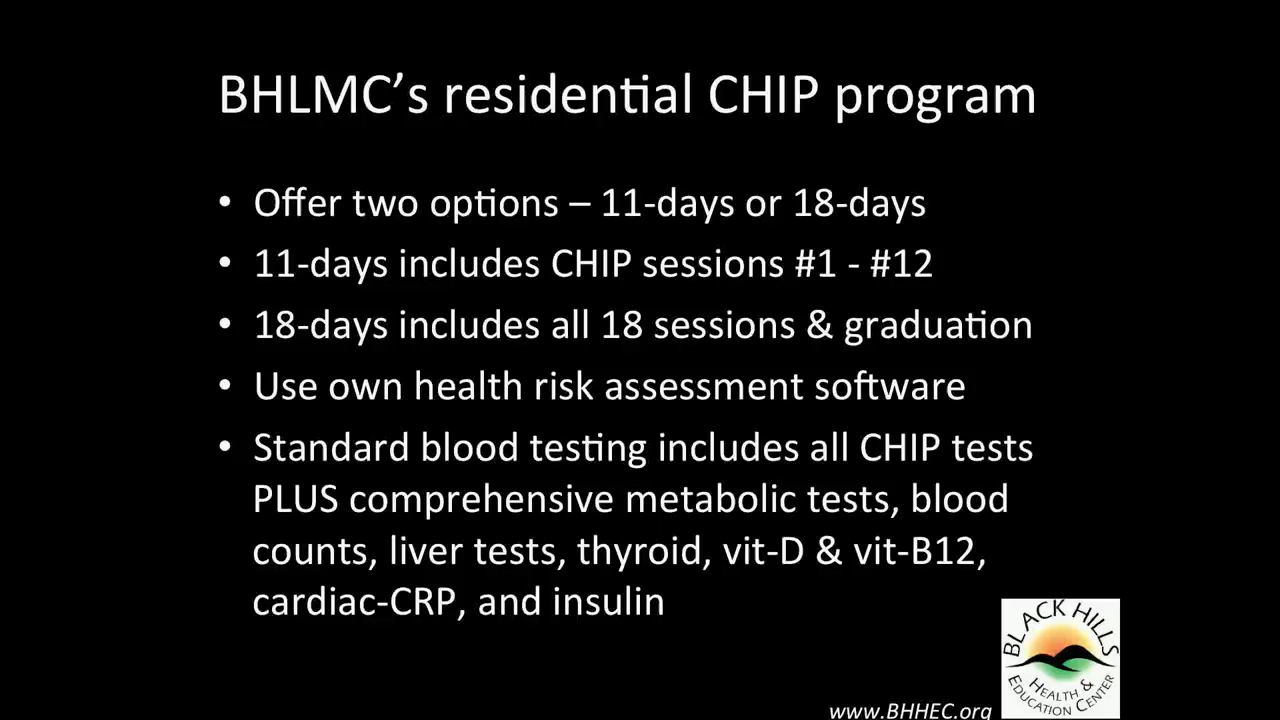 BHLMC’s residential CHIP program
• Offer two options – 11-days or 18-days
• 11-days includes CHIP sessions #1 - #12
• 18-days includes all 18 sessions & graduation
• Use own health risk assessment software
• Standard blood testing includes all CHIP tests
PLUS comprehensive metabolic tests, blood
counts, liver tests, thyroid, vit-D & vit-B12,
cardiac-CRP, and insulin
BLACK HILLS
HEALTH &
EDUCATION CENTER
www.BHHEC.org